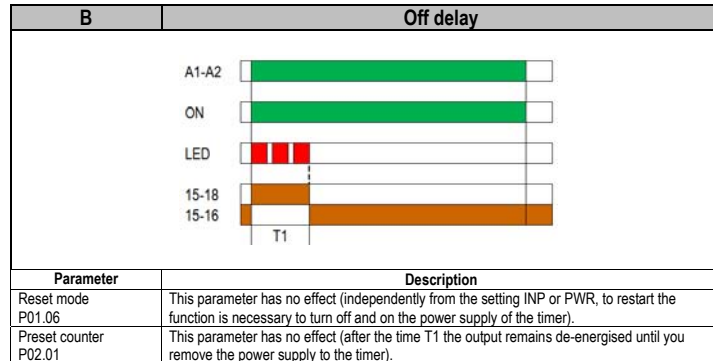 B Off delay
A1-A2
ON
LED
15-18
15-16
T1
Parameter Description
Reset mode This parameter has no effect (independently from the setting INP or PWR, to restart the
P01.06 function is necessary to turn off and on the power supply of the timer).
Preset counter This parameter has no effect (after the time T1 the output remains de-energised until you
P02.01 remove the power supply to the timer).